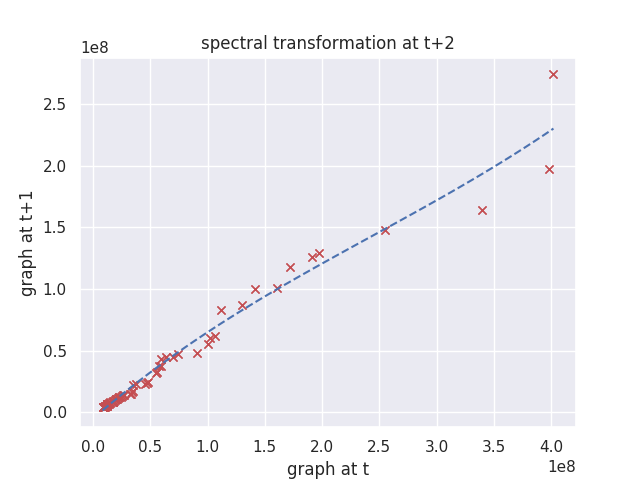 spectral transformation at t+2
1e8
graph at t+1
2.5
2.0
1.5
1.0
0.5
0.0
0.0 0.5 1.0 1.5 2.0 2.5 3.0 3.5 4.0
1e8
graph at t